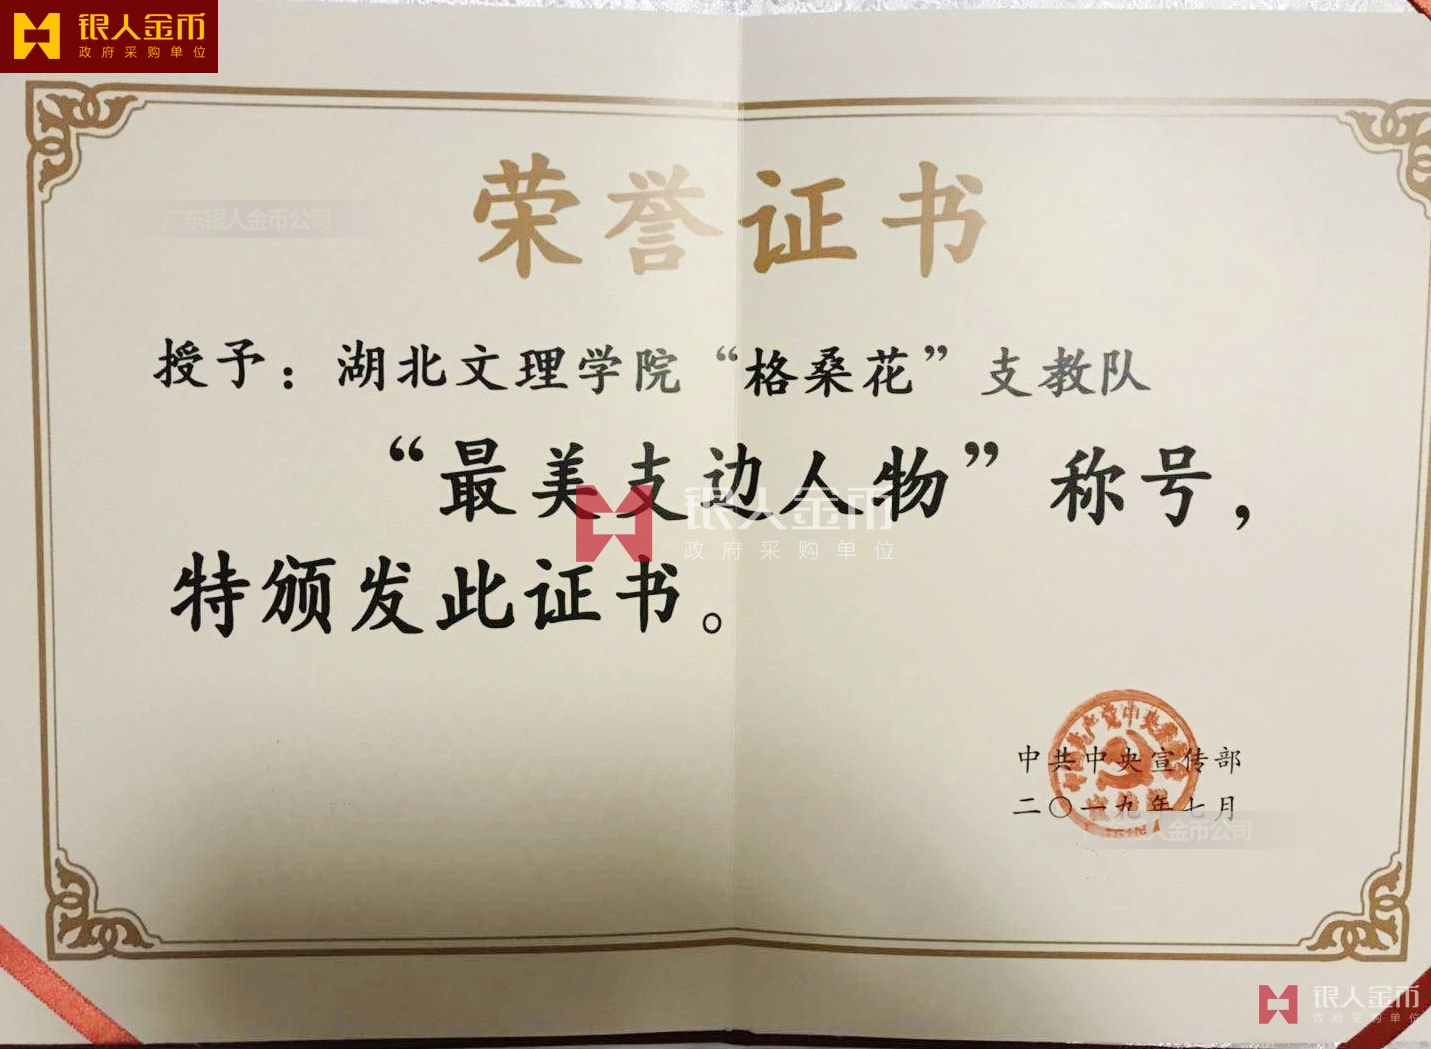 银人金币
政府采购单位
广东银人金币公司
荣誉证书
授予：湖北文理学院“格桑花”支教队
“最美支边人物”称号，
银人金币
政府采购单位
特颁发此证书。
中共中央宣传部
二〇一九年七月
银人金币公司
银人金币
政府采购单位